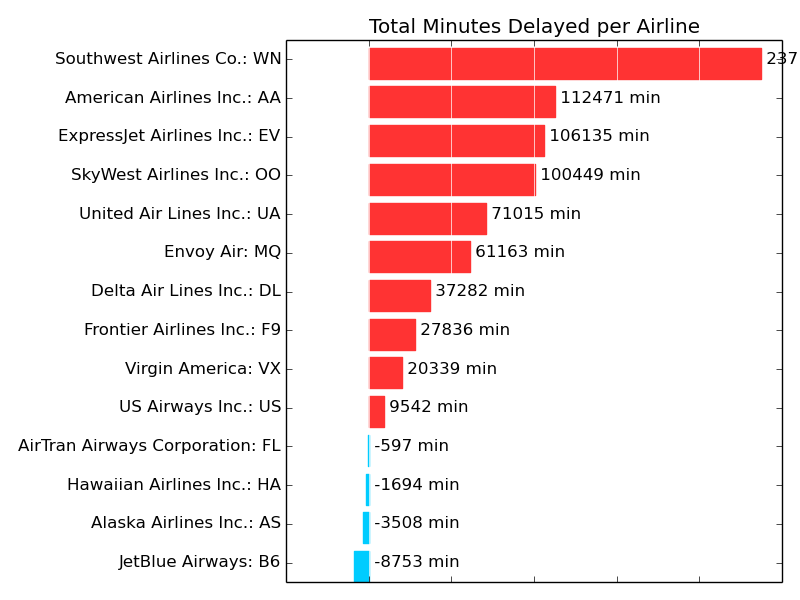 Total Minutes Delayed per Airline
Southwest Airlines Co.: WN 237
American Airlines Inc.: AA 112471 min
ExpressJet Airlines Inc.: EV 106135 min
SkyWest Airlines Inc.: OO 100449 min
United Air Lines Inc.: UA 71015 min
Envoy Air: MQ 61163 min
Delta Air Lines Inc.: DL 37282 min
Frontier Airlines Inc.: F9 27836 min
Virgin America: VX 20339 min
US Airways Inc.: US 9542 min
AirTran Airways Corporation: FL -597 min
Hawaiian Airlines Inc.: HA -1694 min
Alaska Airlines Inc.: AS -3508 min
JetBlue Airways: B6 -8753 min